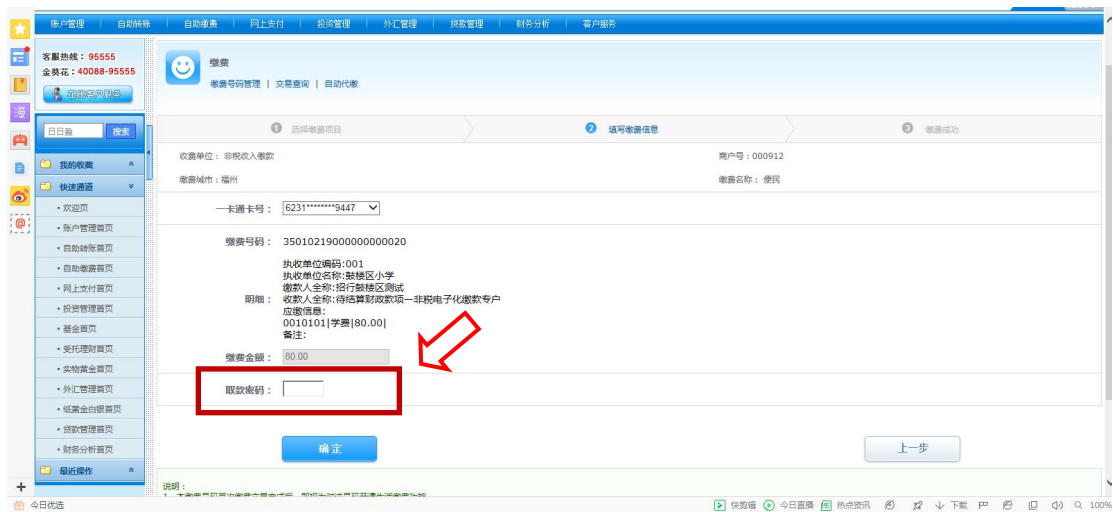 账户管理 | 自助转账 | 自助缴费 | 网上支付 | 投资管理 | 外汇管理 | 贷款管理 | 财务分析 | 客户服务
客服热线：95555
金葵花：40088-95555
在线客户服务
日日盈 搜索
我的收藏
快速通道
• 欢迎页
• 账户管理首页
• 自助转账首页
• 自助缴费首页
• 网上支付首页
• 投资管理首页
• 基金首页
• 受托理财首页
• 实物黄金首页
• 外汇管理首页
• 纸黄金白银首页
• 贷款管理首页
• 财务分析首页
最近操作
漫
@
缴费
缴费号码管理 | 交易查询 | 自动代缴
1 选择缴费项目 2 填写缴费信息 3 缴费成功
收费单位：非税收入缴款 商户号：000912
缴费城市：福州 缴费名称：便民
一卡通卡号：6231********9447
缴费号码：35010219000000000020
明细：
执收单位编码:001
执收单位名称:鼓楼区小学
缴款人全称:招行鼓楼区测试
收款人全称:待结算财政款项—非税电子化缴款专户
应缴信息:
0010101|学费|80.00|
备注:
缴费金额：80.00
取款密码：
确定 上一步
说明：
今日优选 快剪辑 今日直播 热点资讯 下载 100%